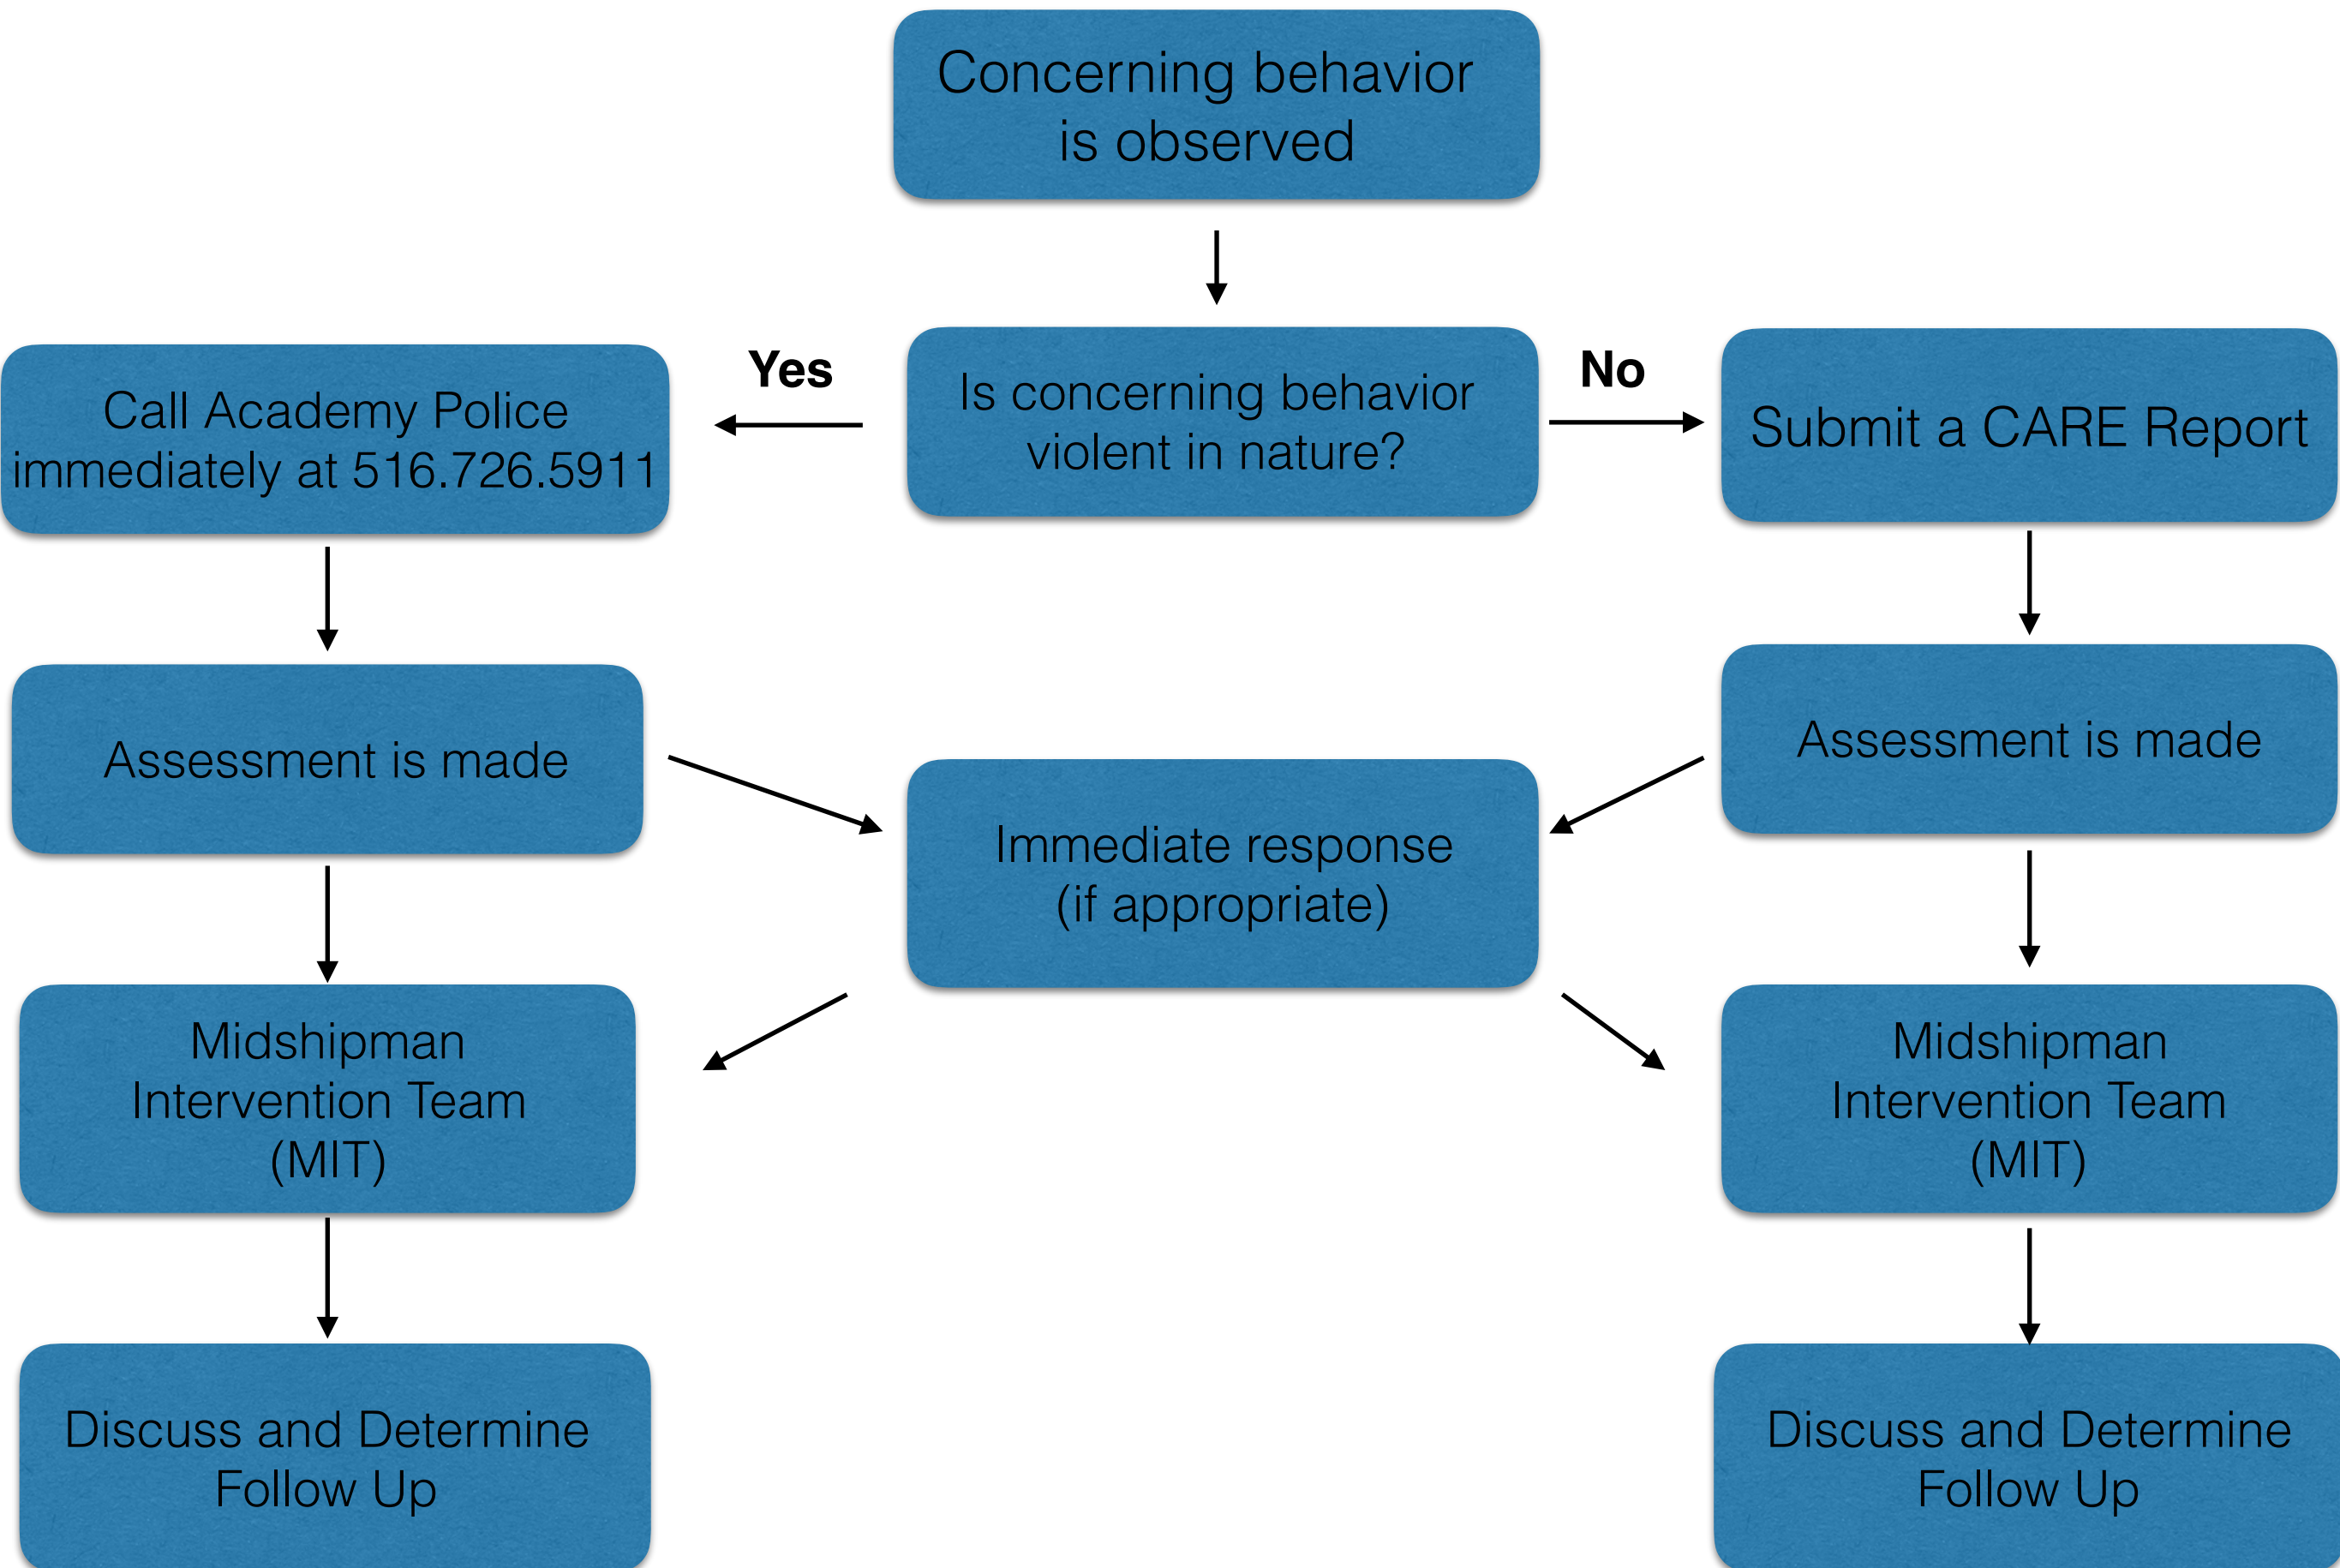 Concerning behavior
is observed
Yes
Is concerning behavior
violent in nature?
No
Call Academy Police
immediately at 516.726.5911
Submit a CARE Report
Assessment is made
Assessment is made
Immediate response
(if appropriate)
Midshipman
Intervention Team
(MIT)
Midshipman
Intervention Team
(MIT)
Discuss and Determine
Follow Up
Discuss and Determine
Follow Up